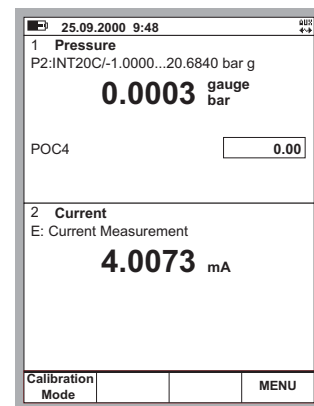 25.09.2000 9:48 AUX
1 Pressure
P2:INT20C/-1.0000...20.6840 bar g
0.0003 gauge bar
POC4 0.00
2 Current
E: Current Measurement
4.0073 mA
Calibration Mode MENU